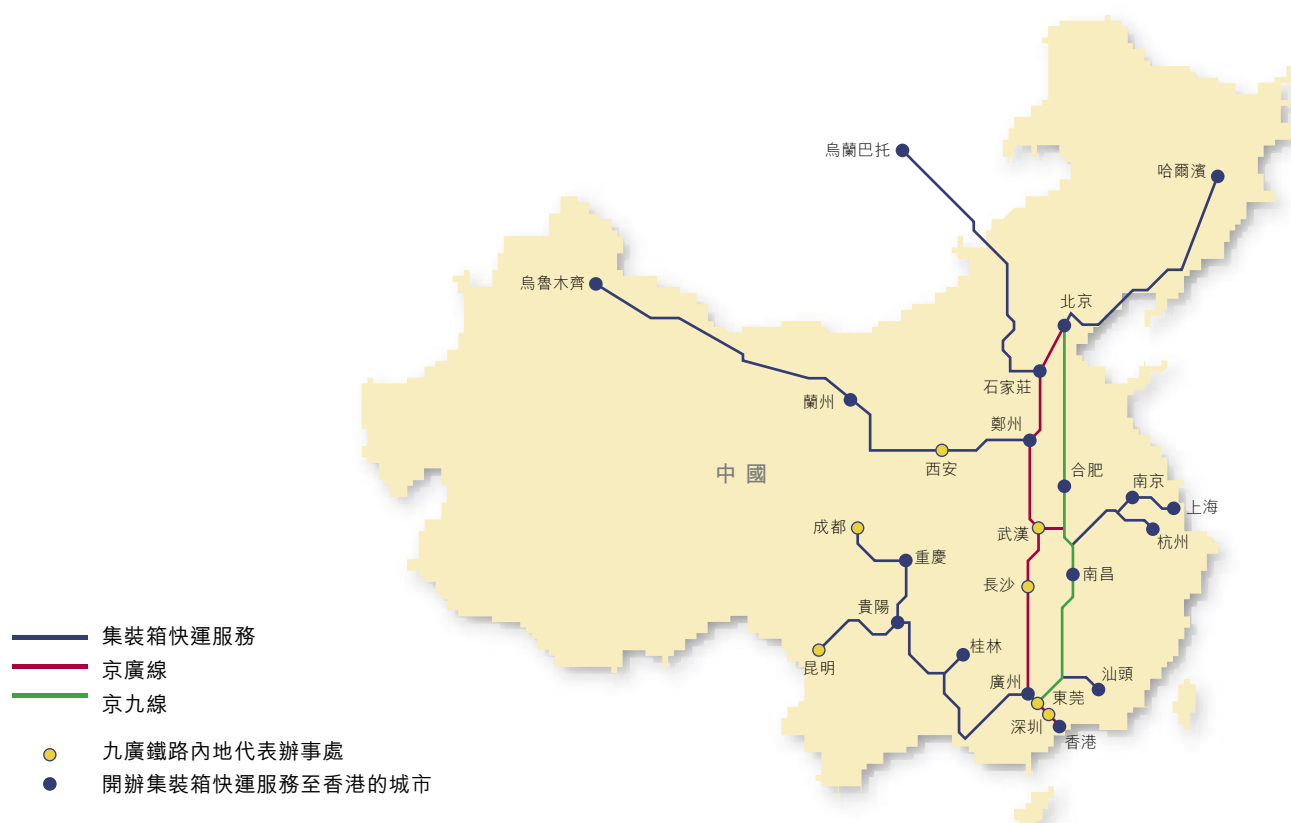 烏蘭巴托
哈爾濱
烏魯木齊
北京
石家莊
蘭州
鄭州
西安
中國
合肥
南京
上海
成都
武漢
杭州
重慶
南昌
長沙
貴陽
桂林
昆明
廣州
東莞
汕頭
深圳
香港
集裝箱快運服務
京廣線
京九線
九廣鐵路內地代表辦事處
開辦集裝箱快運服務至香港的城市